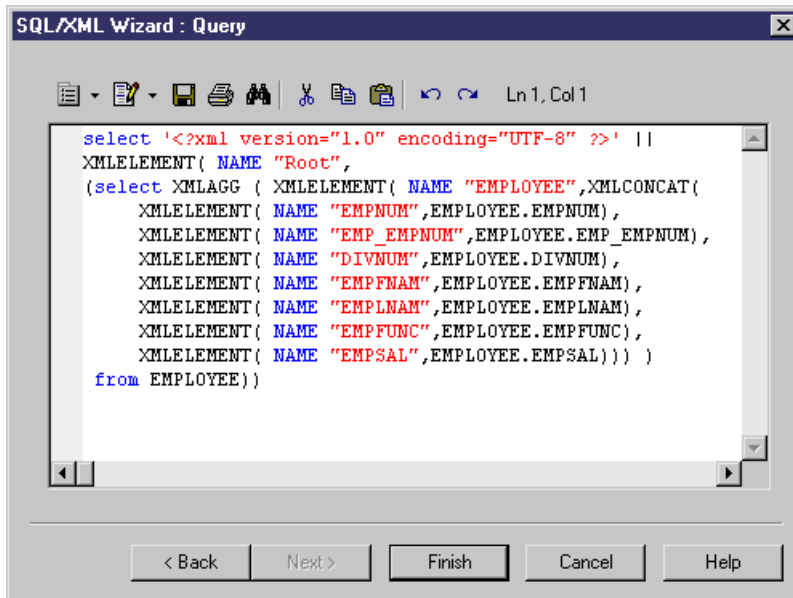 SQL/XML Wizard : Query
Ln 1, Col 1
select '<?xml version="1.0" encoding="UTF-8" ?>' ||
XMLELEMENT( NAME "Root",
(select XMLAGG ( XMLELEMENT( NAME "EMPLOYEE",XMLCONCAT(
XMLELEMENT( NAME "EMPNUM",EMPLOYEE.EMPNUM),
XMLELEMENT( NAME "EMP_EMPNUM",EMPLOYEE.EMP_EMPNUM),
XMLELEMENT( NAME "DIVNUM",EMPLOYEE.DIVNUM),
XMLELEMENT( NAME "EMPFNAM",EMPLOYEE.EMPFNAM),
XMLELEMENT( NAME "EMPLNAM",EMPLOYEE.EMPLNAM),
XMLELEMENT( NAME "EMPFUNC",EMPLOYEE.EMPFUNC),
XMLELEMENT( NAME "EMPSAL",EMPLOYEE.EMPSAL))) )
from EMPLOYEE))
< Back Next > Finish Cancel Help